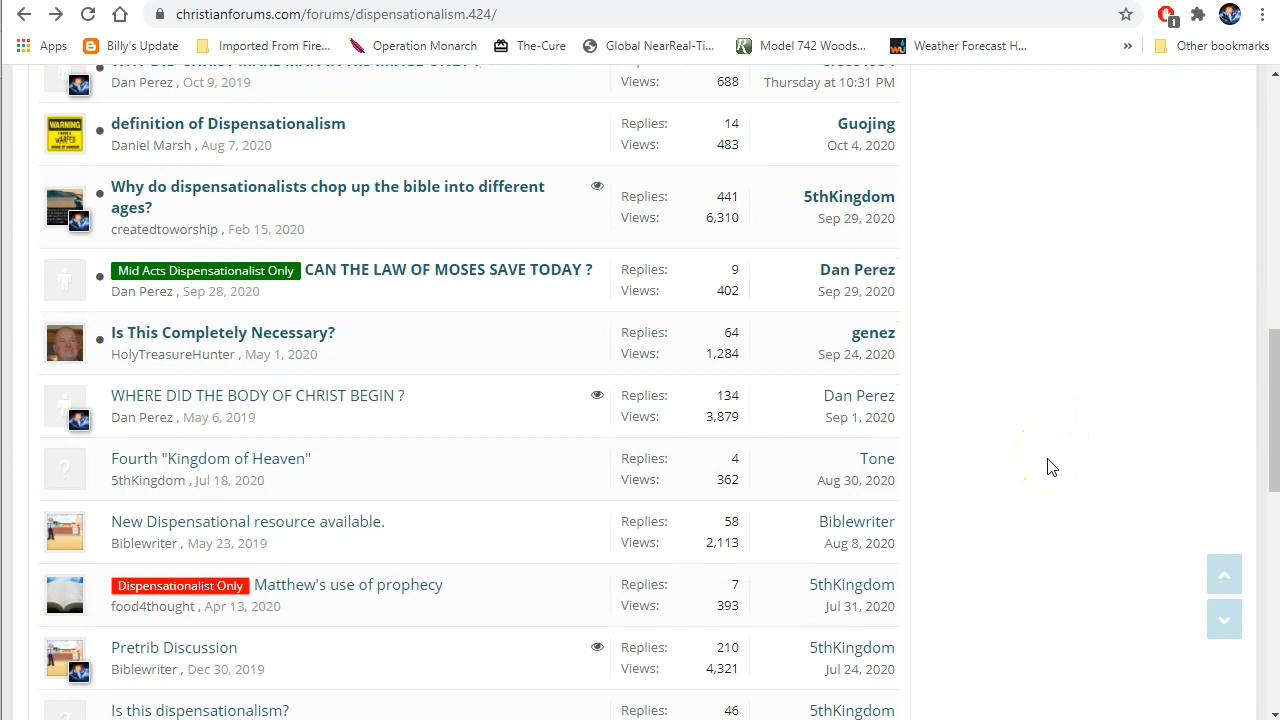 christianforums.com/forums/dispensationalism.424/
1
Apps
Billy's Update
Imported From Fire...
Operation Monarch
The-Cure
Global NearReal-Ti...
Model 742 Woods...
Weather Forecast H...
»
Other bookmarks
Dan Perez , Oct 9, 2019
Views: 688
Thursday at 10:31 PM
WARNING
definition of Dispensationalism
Replies: 14
Guojing
Daniel Marsh , Aug 7, 2020
Views: 483
Oct 4, 2020
Why do dispensationalists chop up the bible into different
ages?
Replies: 441
5thKingdom
createdtoworship , Feb 15, 2020
Views: 6,310
Sep 29, 2020
Mid Acts Dispensationalist Only CAN THE LAW OF MOSES SAVE TODAY ?
Replies: 9
Dan Perez
Dan Perez , Sep 28, 2020
Views: 402
Sep 29, 2020
Is This Completely Necessary?
Replies: 64
genez
HolyTreasureHunter , May 1, 2020
Views: 1,284
Sep 24, 2020
WHERE DID THE BODY OF CHRIST BEGIN ?
Replies: 134
Dan Perez
Dan Perez , May 6, 2019
Views: 3,879
Sep 1, 2020
?
Fourth "Kingdom of Heaven"
Replies: 4
Tone
5thKingdom , Jul 18, 2020
Views: 362
Aug 30, 2020
New Dispensational resource available.
Replies: 58
Biblewriter
Biblewriter , May 23, 2019
Views: 2,113
Aug 8, 2020
Dispensationalist Only Matthew's use of prophecy
Replies: 7
5thKingdom
food4thought , Apr 13, 2020
Views: 393
Jul 31, 2020
Pretrib Discussion
Replies: 210
5thKingdom
Biblewriter , Dec 30, 2019
Views: 4,321
Jul 24, 2020
Is this dispensationalism?
Replies: 46
5thKingdom